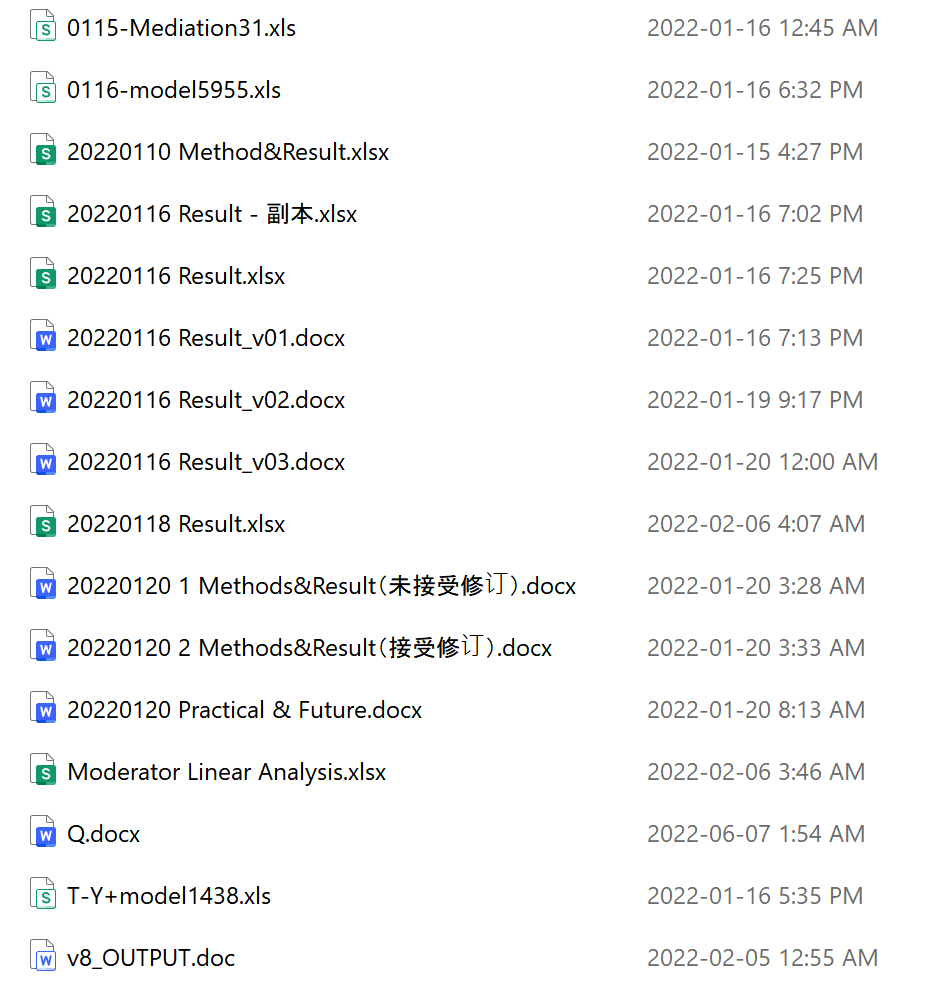 0115-Mediation31.xls 2022-01-16 12:45 AM
0116-model5955.xls 2022-01-16 6:32 PM
20220110 Method&Result.xlsx 2022-01-15 4:27 PM
20220116 Result - 副本.xlsx 2022-01-16 7:02 PM
20220116 Result.xlsx 2022-01-16 7:25 PM
20220116 Result_v01.docx 2022-01-16 7:13 PM
20220116 Result_v02.docx 2022-01-19 9:17 PM
20220116 Result_v03.docx 2022-01-20 12:00 AM
20220118 Result.xlsx 2022-02-06 4:07 AM
20220120 1 Methods&Result（未接受修订）.docx 2022-01-20 3:28 AM
20220120 2 Methods&Result（接受修订）.docx 2022-01-20 3:33 AM
20220120 Practical & Future.docx 2022-01-20 8:13 AM
Moderator Linear Analysis.xlsx 2022-02-06 3:46 AM
Q.docx 2022-06-07 1:54 AM
T-Y+model1438.xls 2022-01-16 5:35 PM
v8_OUTPUT.doc 2022-02-05 12:55 AM